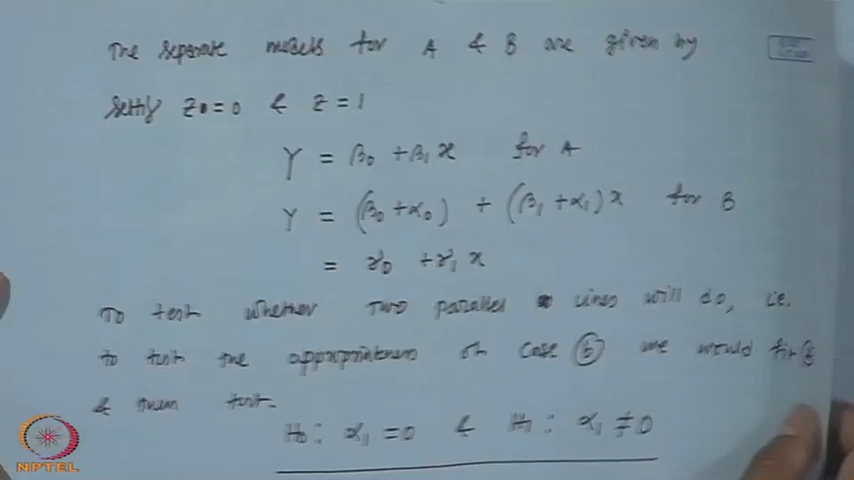 The separate models for A & B are given by
setting Z=0 & Z=1
Y = β₀ + β₁x for A
Y = (β₀ + α₀) + (β₁ + α₁)x for B
= γ₀ + γ₁x
To test whether two parallel lines will do, i.e.
to test the appropriateness of case ⓑ we would fit
& then test.
H₀ : α₁ = 0 & H₁ : α₁ ≠ 0
NPTEL